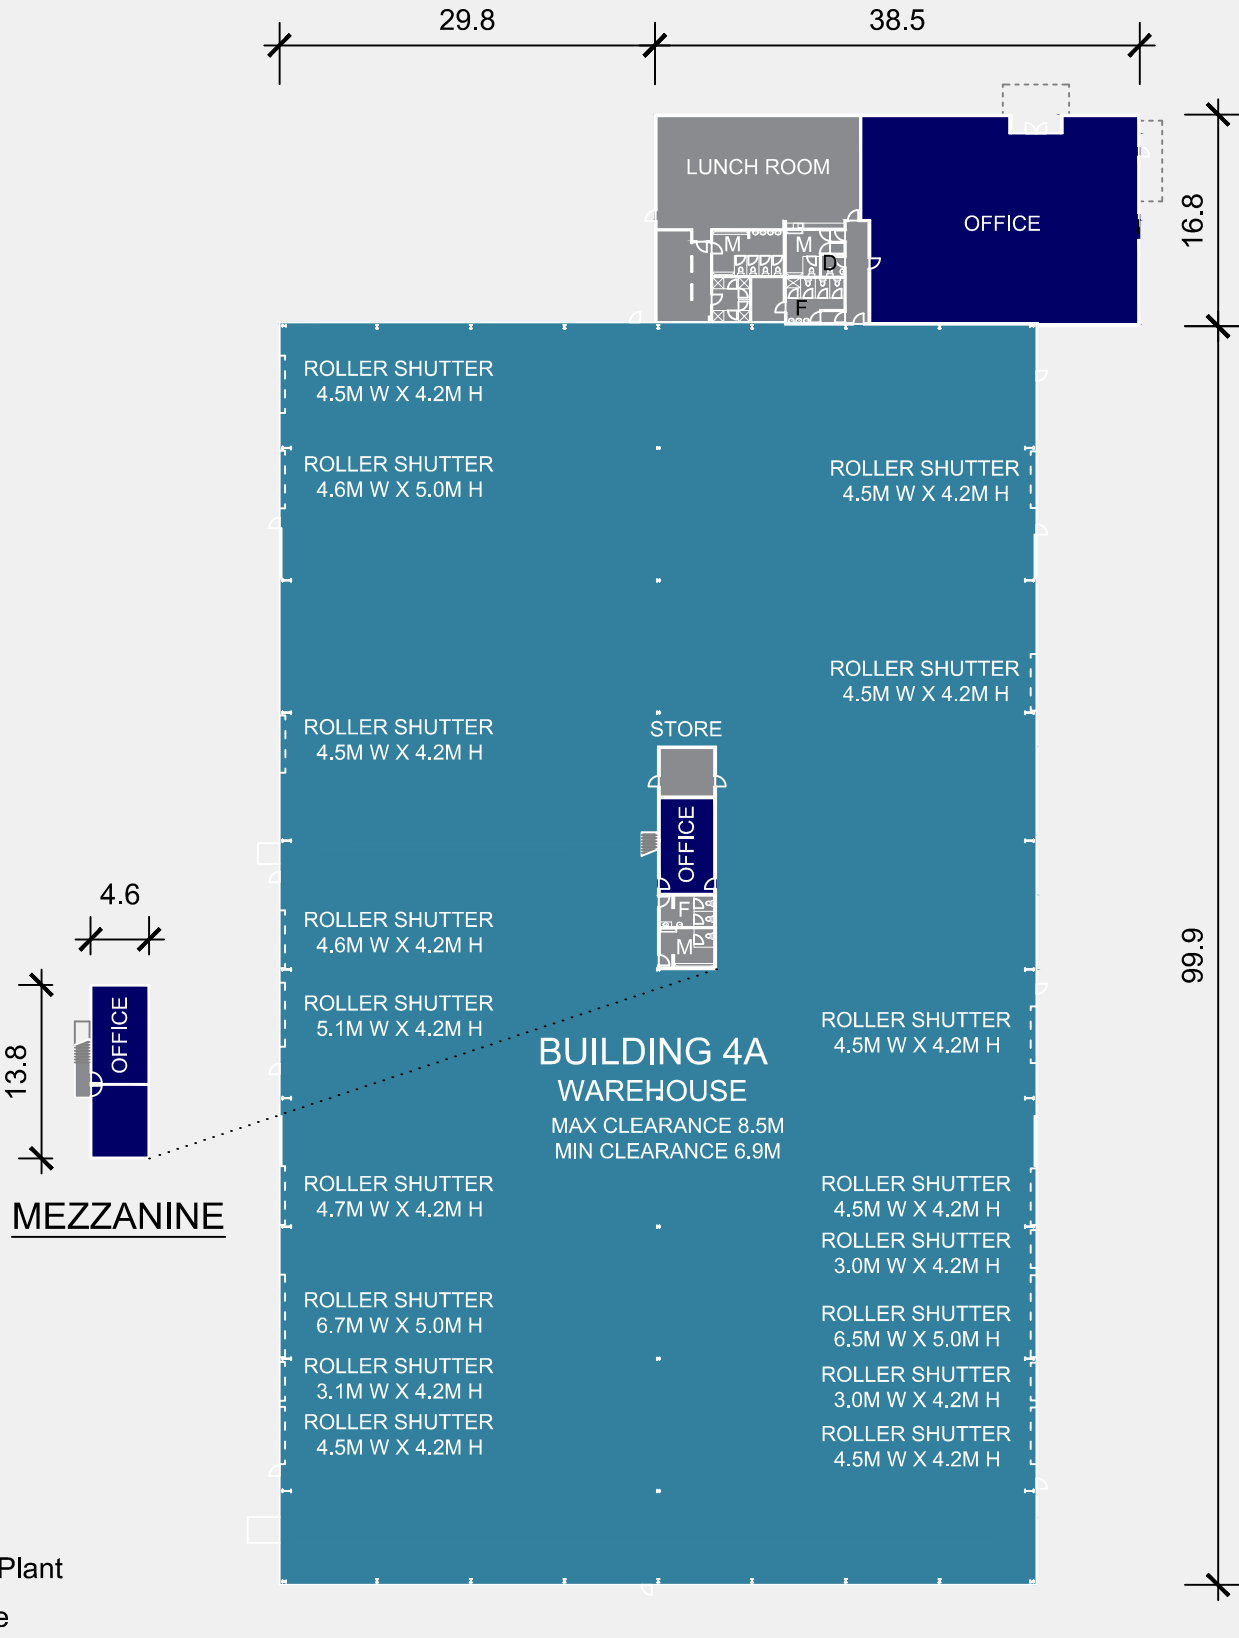 29.8
38.5
LUNCH ROOM
OFFICE
16.8
M
M
D
F
ROLLER SHUTTER
4.5M W X 4.2M H
ROLLER SHUTTER
4.6M W X 5.0M H
ROLLER SHUTTER
4.5M W X 4.2M H
ROLLER SHUTTER
4.5M W X 4.2M H
ROLLER SHUTTER
4.5M W X 4.2M H
STORE
OFFICE
F
M
4.6
ROLLER SHUTTER
4.6M W X 4.2M H
99.9
OFFICE
13.8
ROLLER SHUTTER
5.1M W X 4.2M H
ROLLER SHUTTER
4.5M W X 4.2M H
BUILDING 4A
WAREHOUSE
MAX CLEARANCE 8.5M
MIN CLEARANCE 6.9M
MEZZANINE
ROLLER SHUTTER
4.7M W X 4.2M H
ROLLER SHUTTER
4.5M W X 4.2M H
ROLLER SHUTTER
3.0M W X 4.2M H
ROLLER SHUTTER
6.7M W X 5.0M H
ROLLER SHUTTER
6.5M W X 5.0M H
ROLLER SHUTTER
3.1M W X 4.2M H
ROLLER SHUTTER
3.0M W X 4.2M H
ROLLER SHUTTER
4.5M W X 4.2M H
ROLLER SHUTTER
4.5M W X 4.2M H
Plant
e